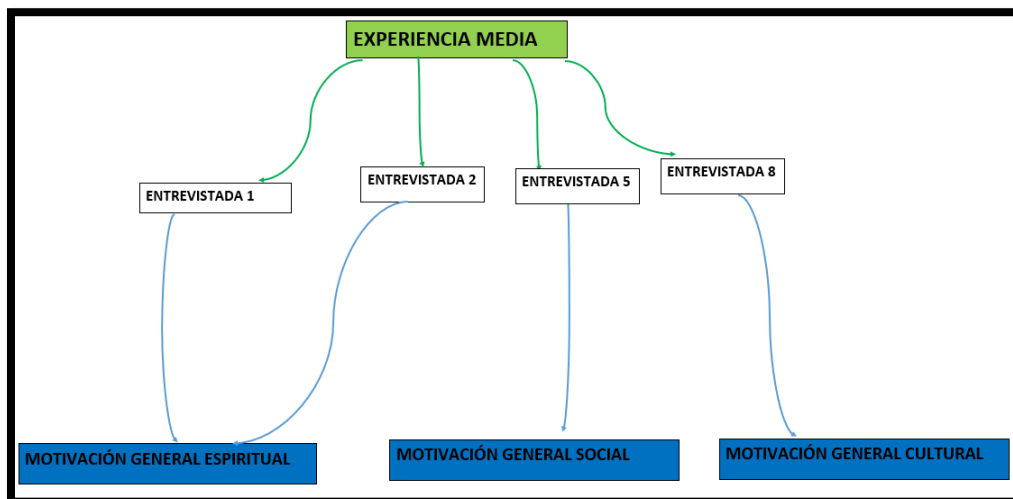 EXPERIENCIA MEDIA
ENTREVISTADA 1
ENTREVISTADA 2
ENTREVISTADA 5
ENTREVISTADA 8
MOTIVACIÓN GENERAL ESPIRITUAL
MOTIVACIÓN GENERAL SOCIAL
MOTIVACIÓN GENERAL CULTURAL